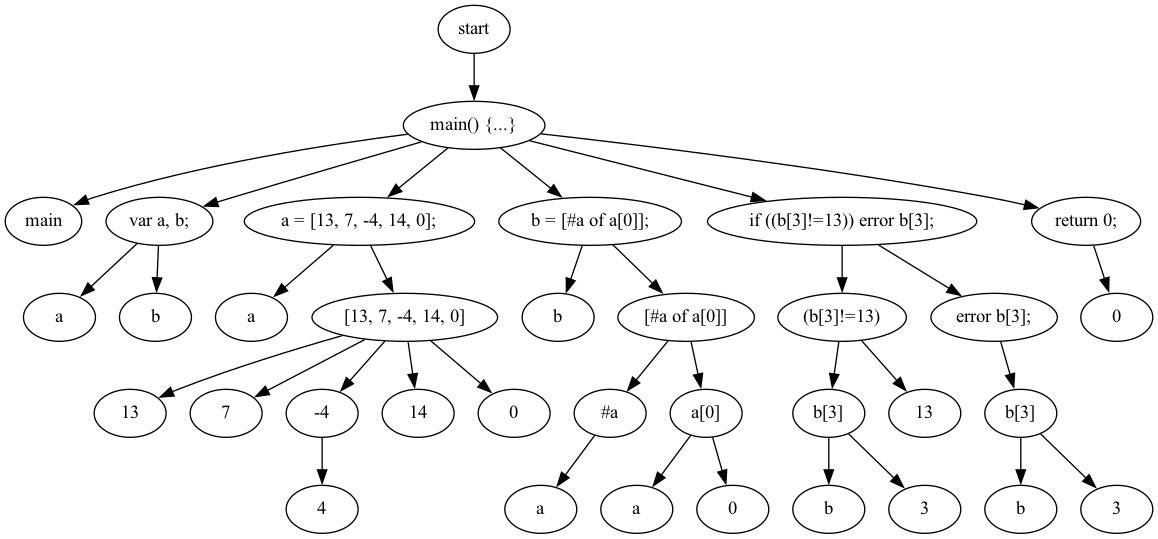 start
main() {...}
main
var a, b;
a = [13, 7, -4, 14, 0];
b = [#a of a[0]];
if ((b[3]!=13)) error b[3];
return 0;
a
b
a
[13, 7, -4, 14, 0]
b
[#a of a[0]]
(b[3]!=13)
error b[3];
0
13
7
-4
14
0
#a
a[0]
b[3]
13
b[3]
4
a
a
0
b
3
b
3